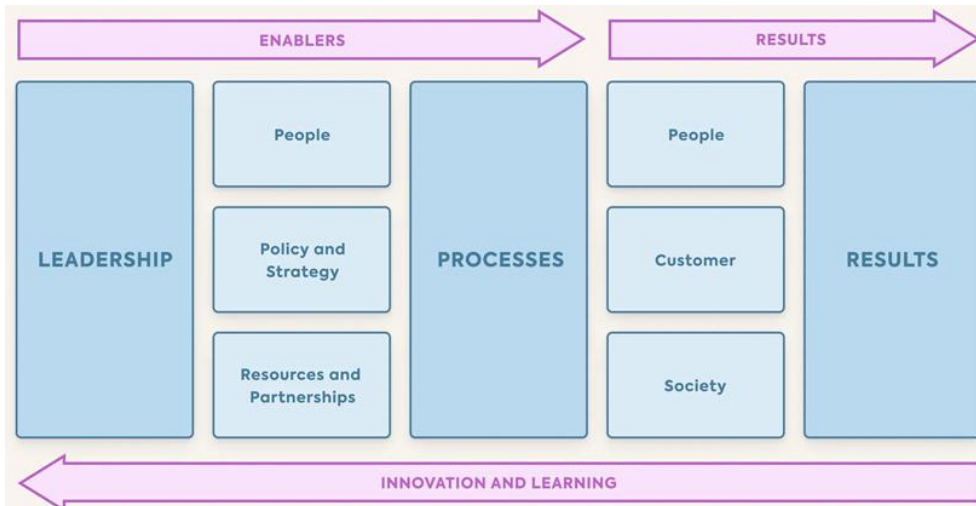 ENABLERS
RESULTS
LEADERSHIP
People
Policy and
Strategy
Resources and
Partnerships
PROCESSES
People
Customer
Society
RESULTS
INNOVATION AND LEARNING